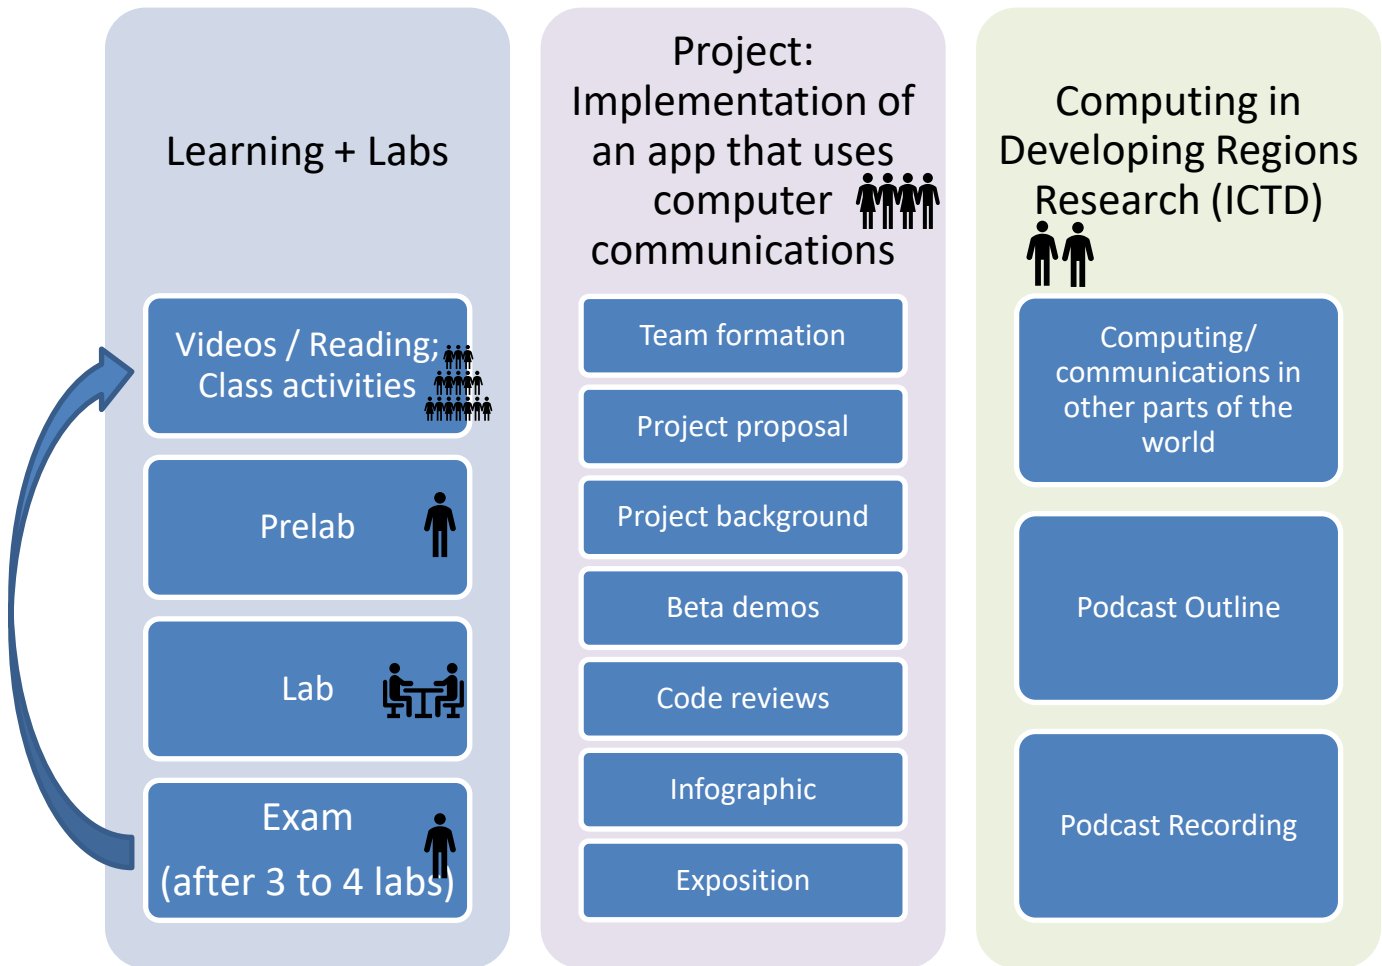 Learning + Labs
Videos / Reading;
Class activities
Prelab
Lab
Exam
(after 3 to 4 labs)
Project:
Implementation of
an app that uses
computer
communications
Team formation
Project proposal
Project background
Beta demos
Code reviews
Infographic
Exposition
Computing in
Developing Regions
Research (ICTD)
Computing/
communications in
other parts of the
world
Podcast Outline
Podcast Recording